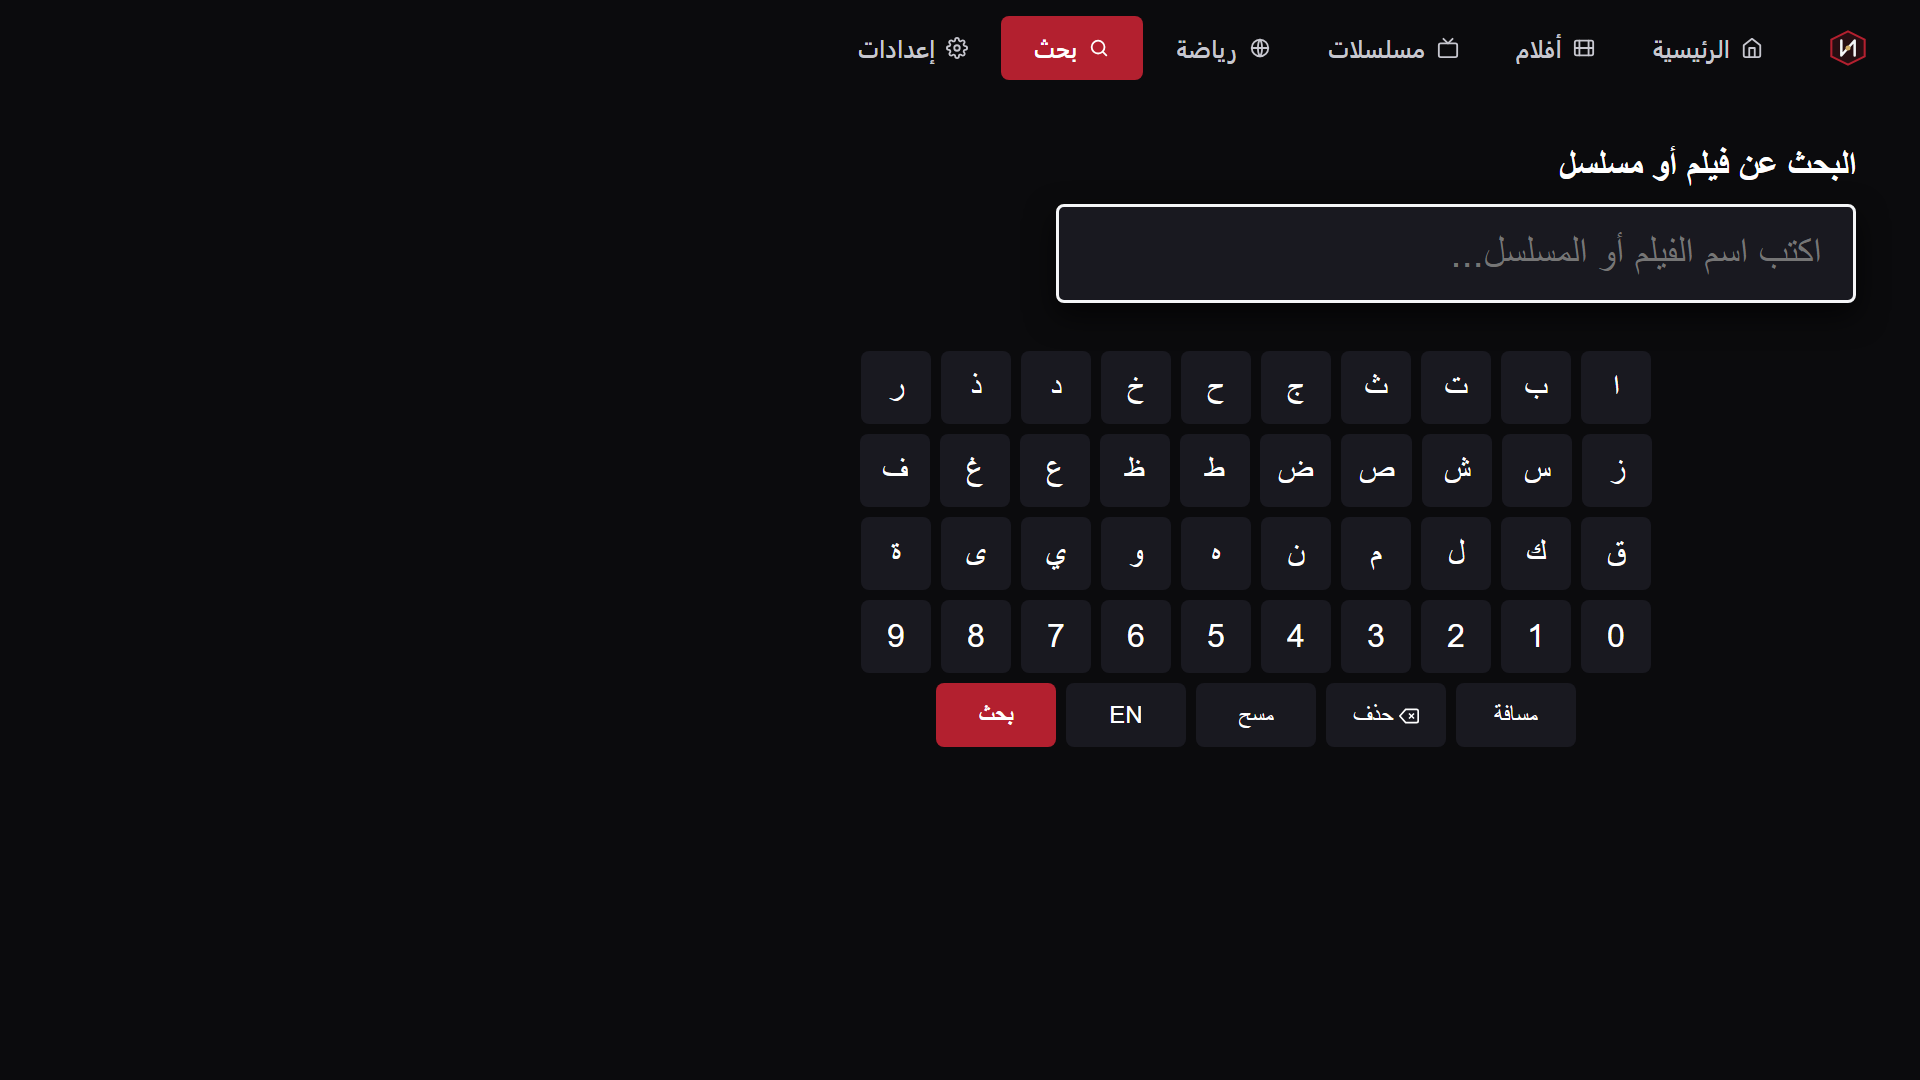 الرئيسية أفلام مسلسلات رياضة بحث إعدادات
البحث عن فيلم أو مسلسل
اكتب اسم الفيلم أو المسلسل...
ا ب ت ث ج ح خ د ذ ر
ز س ش ص ض ط ظ ع غ ف
ق ك ل م ن ه و ي ى ة
0 1 2 3 4 5 6 7 8 9
مسافة حذف مسح EN بحث